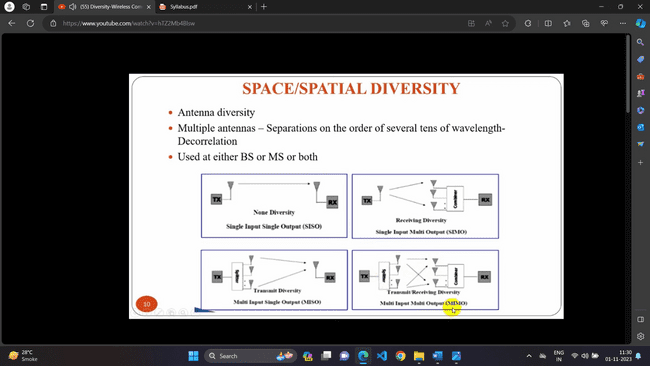 (55) Diversity-Wireless Com
Syllabus.pdf
https://www.youtube.com/watch?v=hTZ2Mb4Bisw
SPACE/SPATIAL DIVERSITY
Antenna diversity
Multiple antennas – Separations on the order of several tens of wavelength-
Decorrelation
Used at either BS or MS or both
TX
RX
None Diversity
Single Input Single Output (SISO)
TX
Combiner
RX
Receiving Diversity
Single Input Multi Output (SIMO)
TX
RX
Transmit Diversity
Multi Input Single Output (MISO)
TX
Combiner
RX
Transmit/Receiving Diversity
Multi Input Multi Output (MIMO)
10
28°C
Smoke
Search
ENG
IN
11:30
01-11-2023